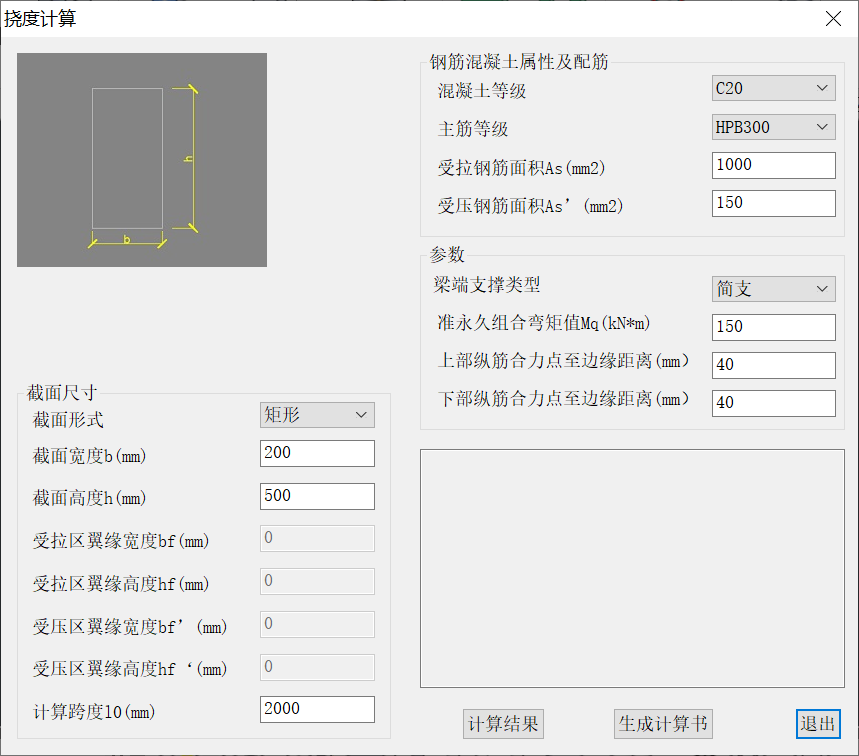 挠度计算
h
b
截面尺寸
截面形式 矩形
截面宽度b(mm) 200
截面高度h(mm) 500
受拉区翼缘宽度bf(mm) 0
受拉区翼缘高度hf(mm) 0
受压区翼缘宽度bf’(mm) 0
受压区翼缘高度hf‘(mm) 0
计算跨度l0(mm) 2000
钢筋混凝土属性及配筋
混凝土等级 C20
主筋等级 HPB300
受拉钢筋面积As(mm2) 1000
受压钢筋面积As’(mm2) 150
参数
梁端支撑类型 简支
准永久组合弯矩值Mq(kN*m) 150
上部纵筋合力点至边缘距离(mm） 40
下部纵筋合力点至边缘距离(mm） 40
计算结果 生成计算书 退出